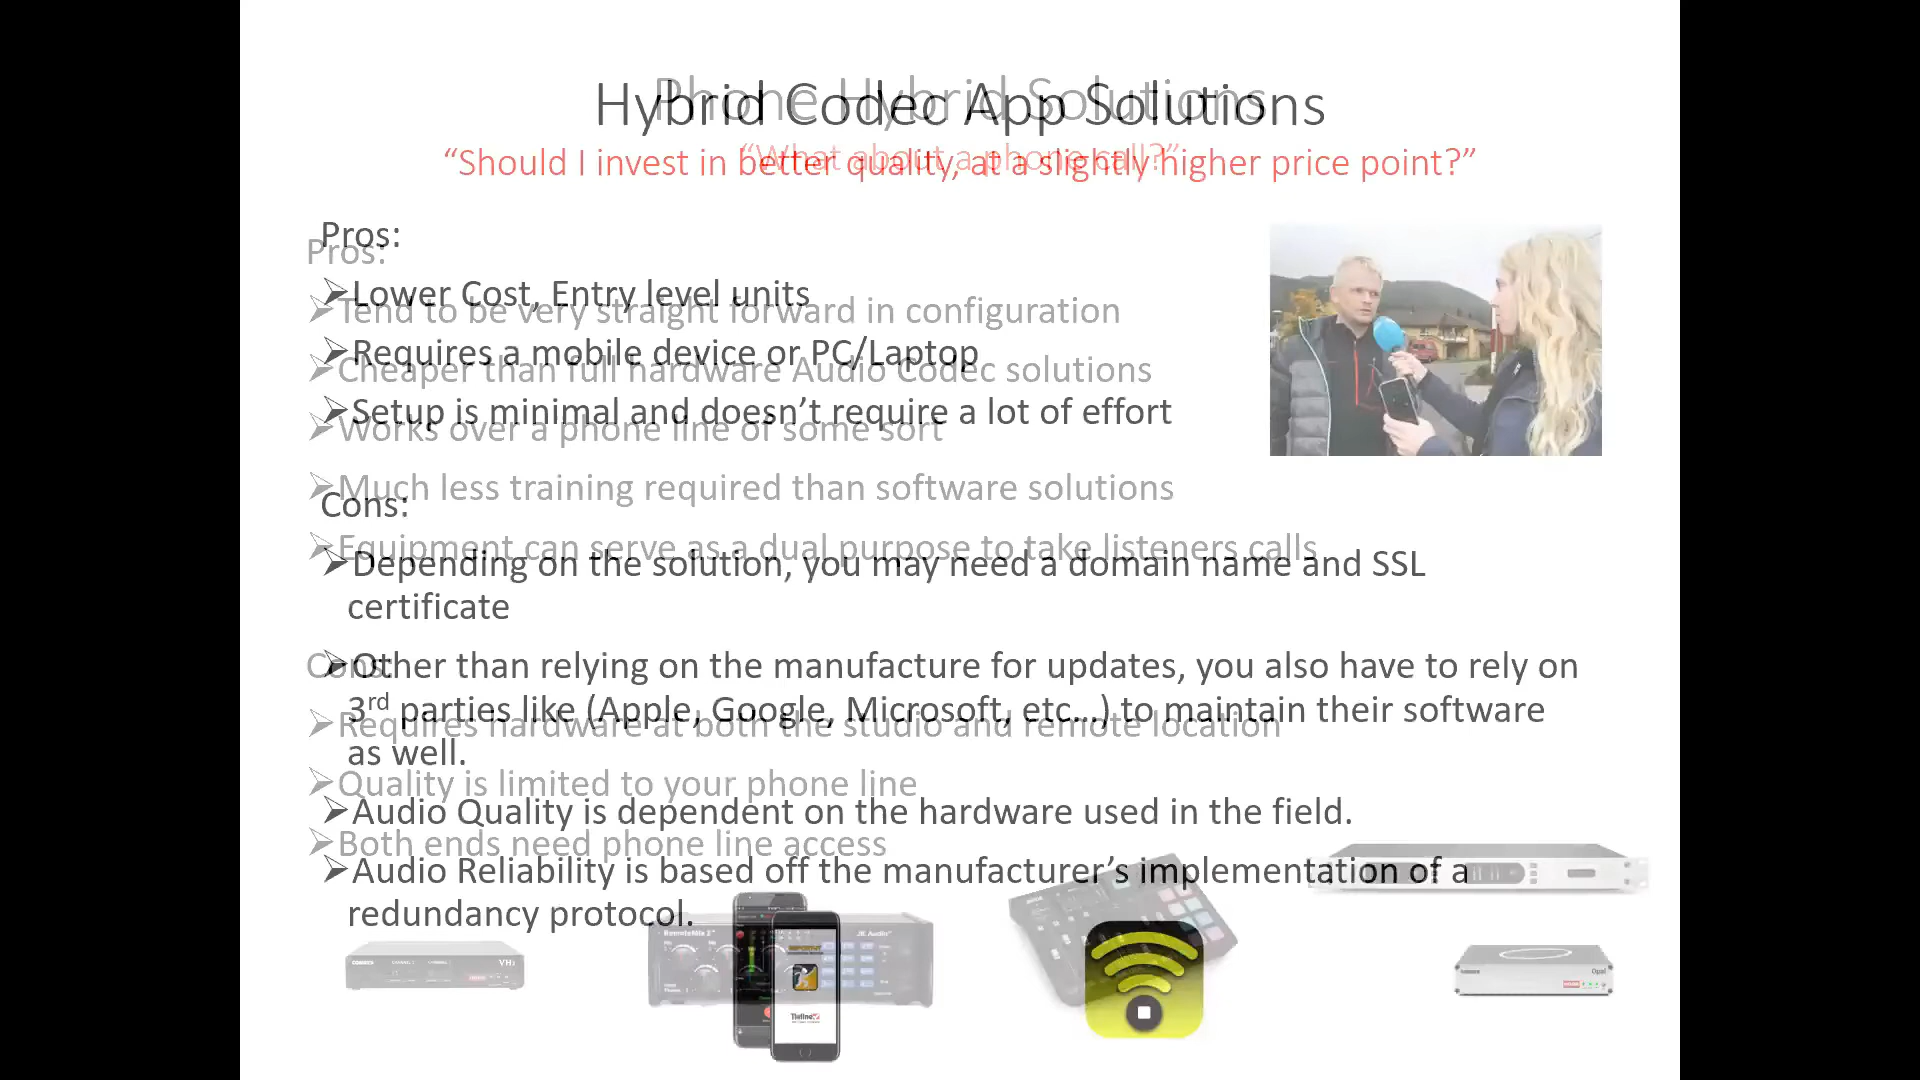 Hybrid Codec App Solutions
Phone Hybrid Solutions
“Should I invest in better quality, at a slightly higher price point?”
“What about a phone call?”
Pros:
➢Lower Cost, Entry level units
➢Requires a mobile device or PC/Laptop
➢Setup is minimal and doesn’t require a lot of effort
Cons:
➢Depending on the solution, you may need a domain name and SSL
certificate
➢Other than relying on the manufacture for updates, you also have to rely on
3rd parties like (Apple, Google, Microsoft, etc…) to maintain their software
as well.
➢Audio Quality is dependent on the hardware used in the field.
➢Audio Reliability is based off the manufacturer’s implementation of a
redundancy protocol.
Pros:
➢Tend to be very straight forward in configuration
➢Cheaper than full hardware Audio Codec solutions
➢Works over a phone line of some sort
➢Much less training required than software solutions
➢Equipment can serve as a dual purpose to take listeners calls
Cons:
➢Requires hardware at both the studio and remote location
➢Quality is limited to your phone line
➢Both ends need phone line access
VH2
RemoteMix
JK Audio
Tieline
Opal